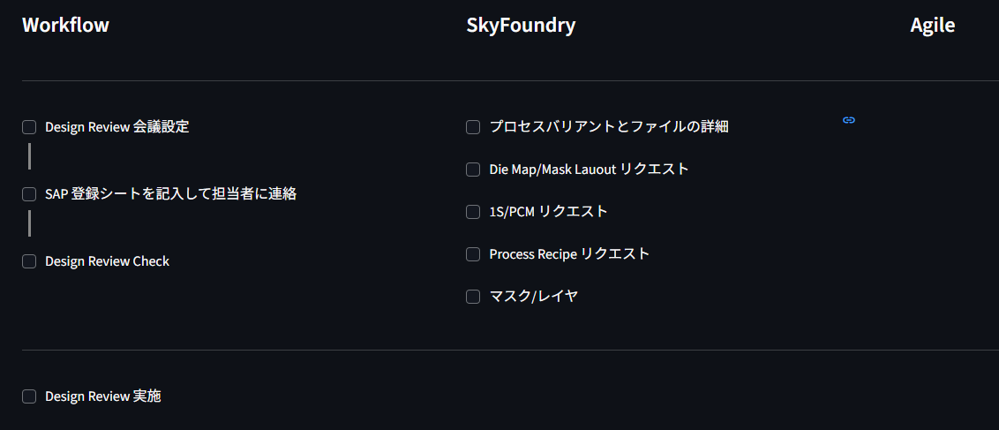 Workflow
SkyFoundry
Agile
Design Review 会議設定
SAP 登録シートを記入して担当者に連絡
Design Review Check
プロセスバリアントとファイルの詳細
Die Map/Mask Lauout リクエスト
1S/PCM リクエスト
Process Recipe リクエスト
マスク/レイヤ
Design Review 実施